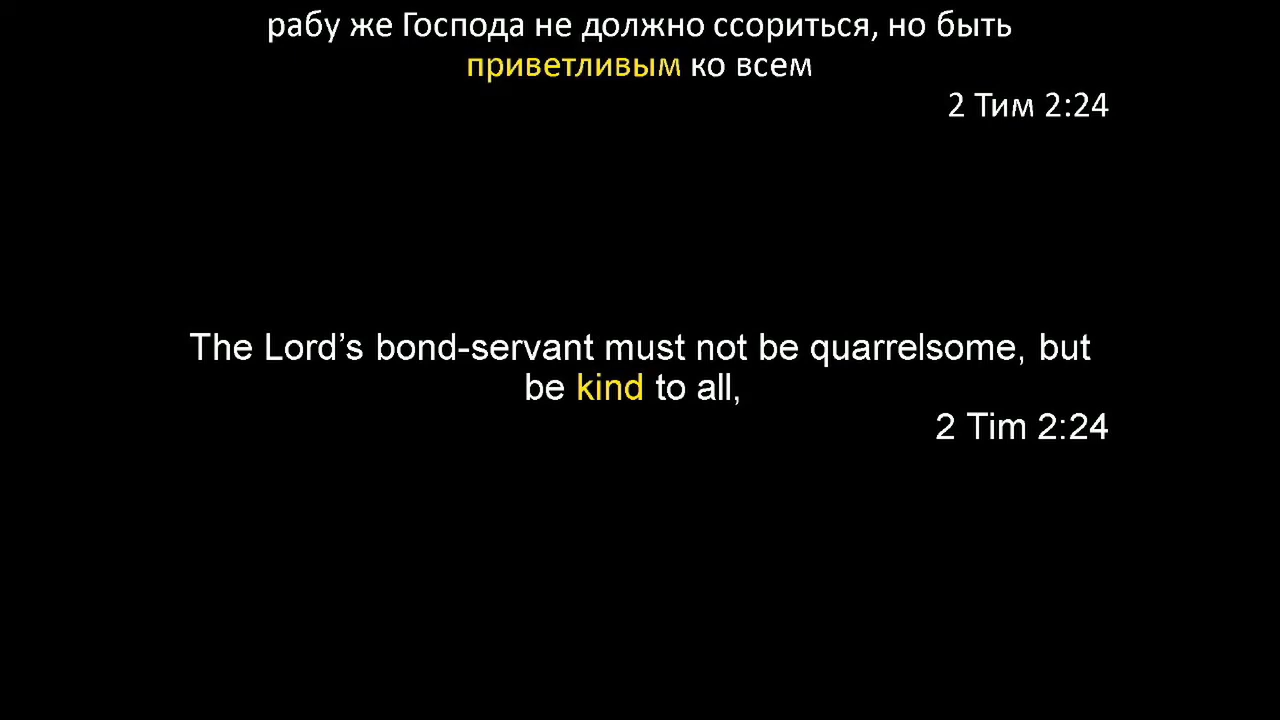 рабу же Господа не должно ссориться, но быть
приветливым ко всем
2 Тим 2:24
The Lord’s bond-servant must not be quarrelsome, but
be kind to all,
2 Tim 2:24